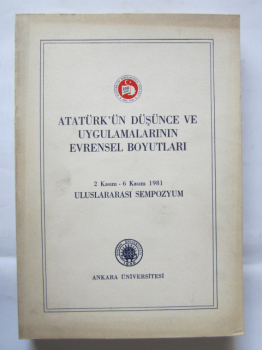 ATATÜRK'ÜN DÜŞÜNCE VE
UYGULAMALARININ
EVRENSEL BOYUTLARI
2 Kasım - 6 Kasım 1981
ULUSLARARASI SEMPOZYUM
ANKARA ÜNİVERSİTESİ